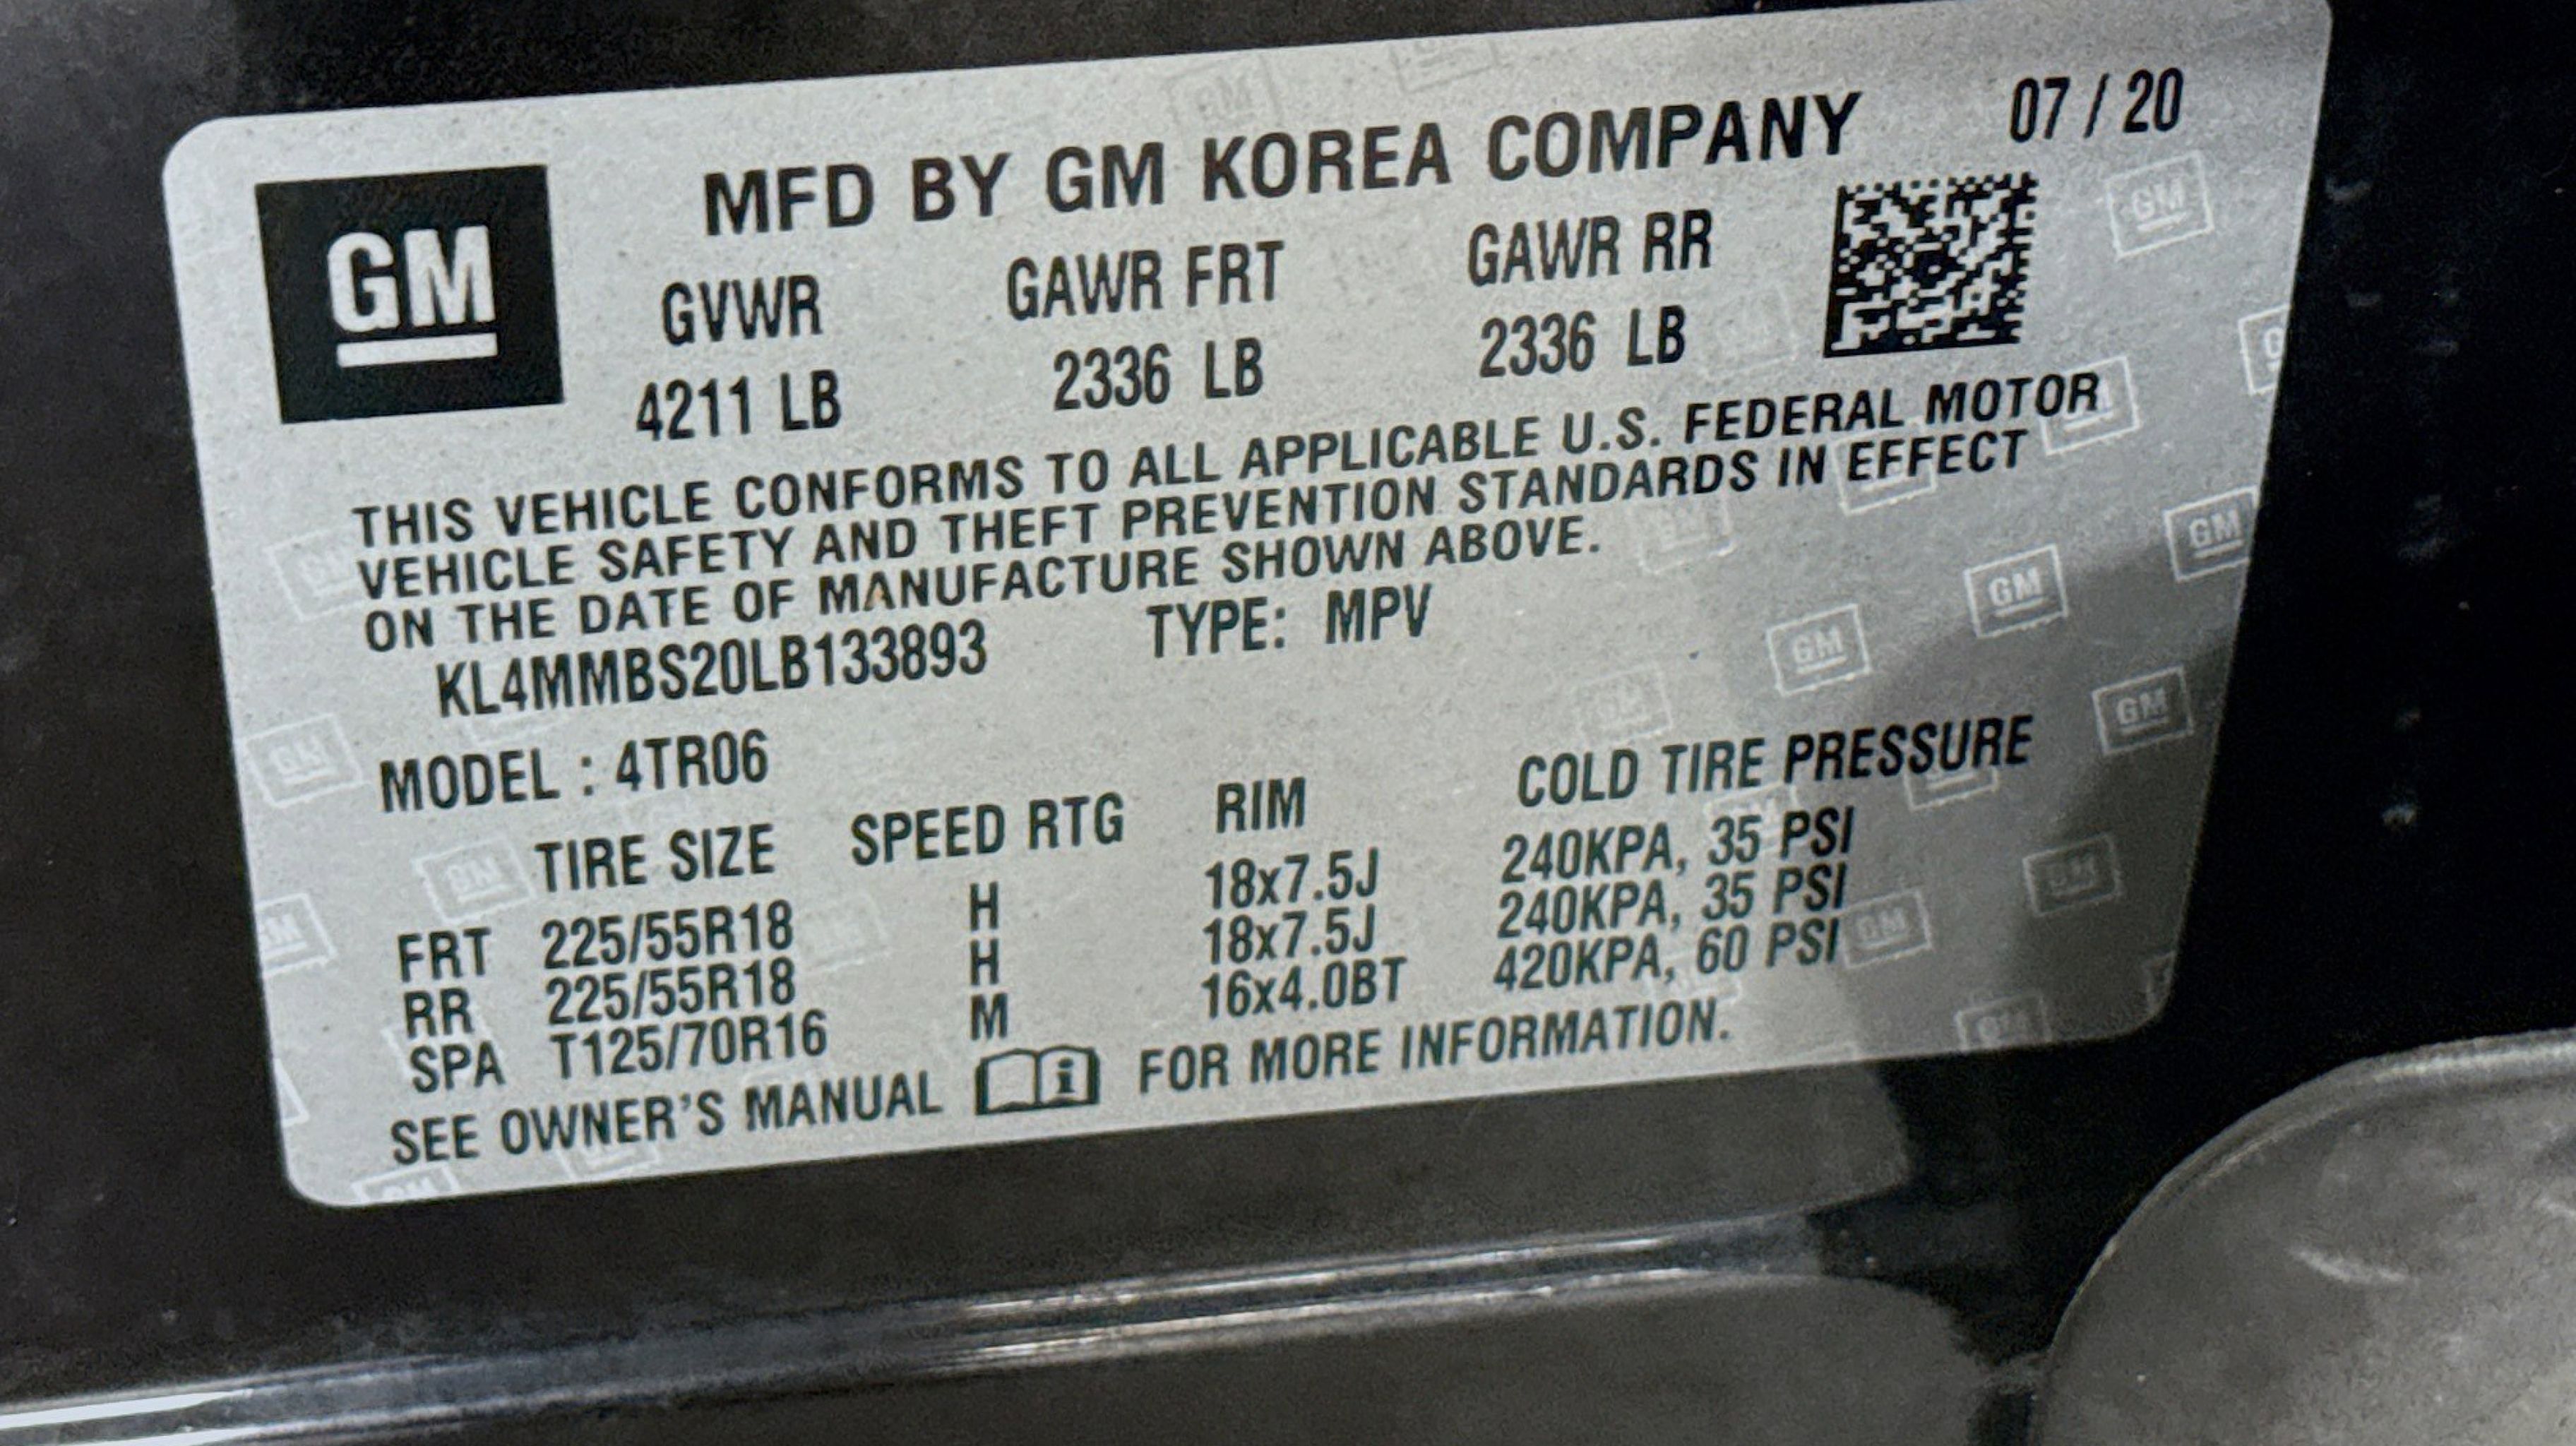 GM
MFD BY GM KOREA COMPANY 07 / 20
GVWR GAWR FRT GAWR RR
4211 LB 2336 LB 2336 LB
THIS VEHICLE CONFORMS TO ALL APPLICABLE U.S. FEDERAL MOTOR
VEHICLE SAFETY AND THEFT PREVENTION STANDARDS IN EFFECT
ON THE DATE OF MANUFACTURE SHOWN ABOVE.
KL4MMBS20LB133893 TYPE: MPV
MODEL : 4TR06
TIRE SIZE SPEED RTG RIM COLD TIRE PRESSURE
FRT 225/55R18 H 18x7.5J 240KPA, 35 PSI
RR 225/55R18 H 18x7.5J 240KPA, 35 PSI
SPA T125/70R16 M 16x4.0BT 420KPA, 60 PSI
SEE OWNER'S MANUAL i FOR MORE INFORMATION.